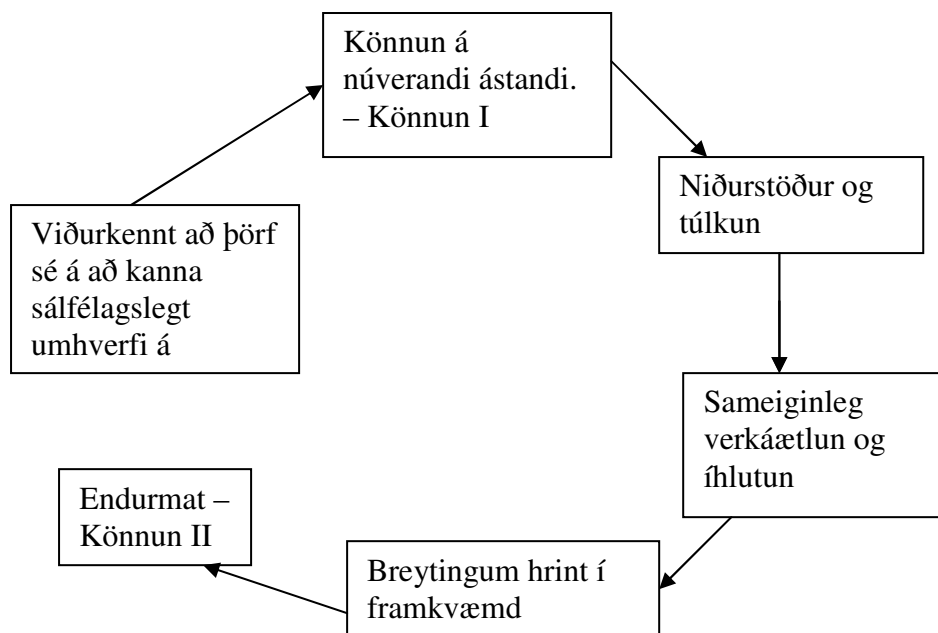 Viðurkennt að þörf
sé á að kanna
sálfélagslegt
umhverfi á
Könnun á
núverandi ástandi.
– Könnun I
Niðurstöður og
túlkun
Sameiginleg
verkáætlun og
íhlutun
Breytingum hrint í
framkvæmd
Endurmat –
Könnun II